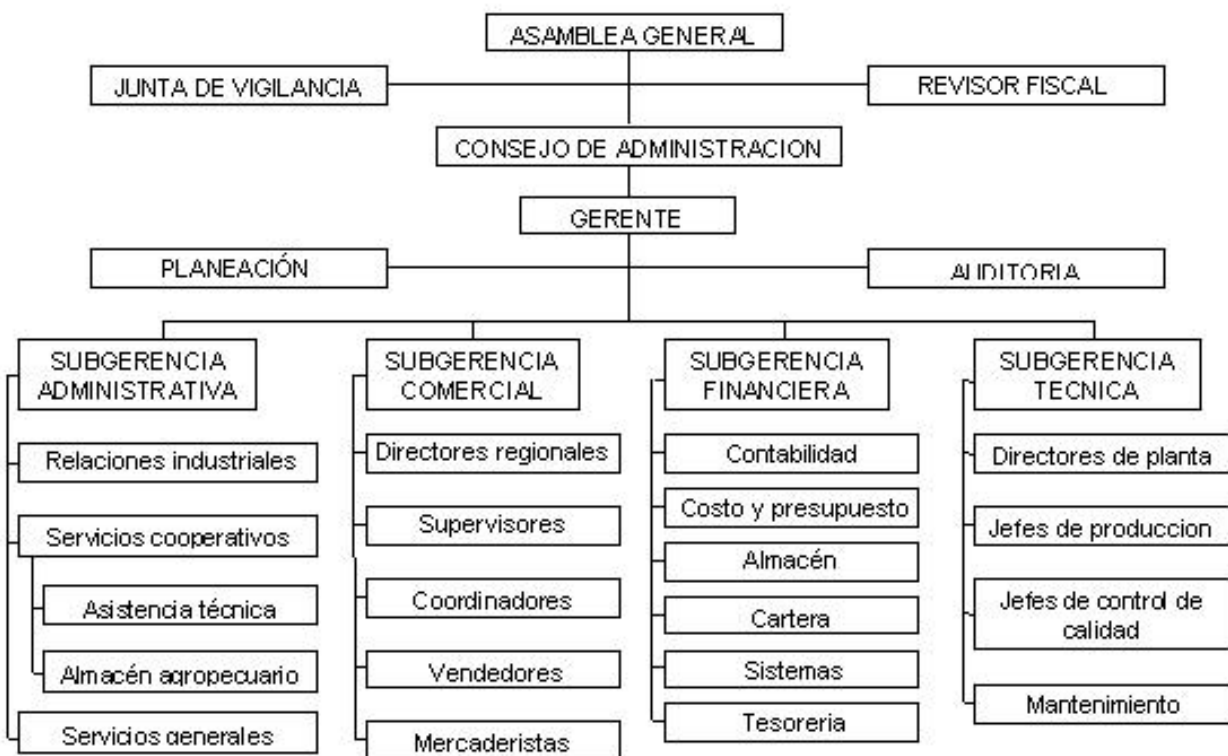 ASAMBLEA GENERAL
JUNTA DE VIGILANCIA
REVISOR FISCAL
CONSEJO DE ADMINISTRACION
GERENTE
PLANEACIÓN
AUDITORIA
SUBGERENCIA
ADMINISTRATIVA
Relaciones industriales
Servicios cooperativos
Asistencia técnica
Almacén agropecuario
Servicios generales
SUBGERENCIA
COMERCIAL
Directores regionales
Supervisores
Coordinadores
Vendedores
Mercaderistas
SUBGERENCIA
FINANCIERA
Contabilidad
Costo y presupuesto
Almacén
Cartera
Sistemas
Tesoreria
SUBGERENCIA
TECNICA
Directores de planta
Jefes de produccion
Jefes de control de
calidad
Mantenimiento